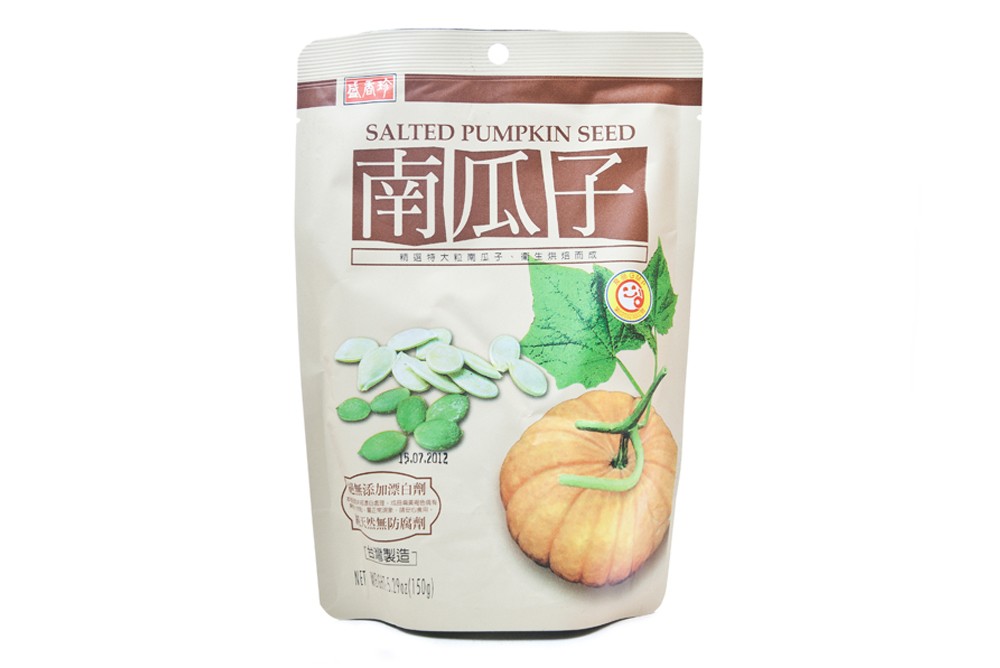 盛香珍
SALTED PUMPKIN SEED
南瓜子
精選特大粒南瓜子、衛生烘焙而成
15.07.2012
絕無添加漂白劑
純天然無防腐劑
台灣製造
NET WEIGHT:5.29oz(150g)